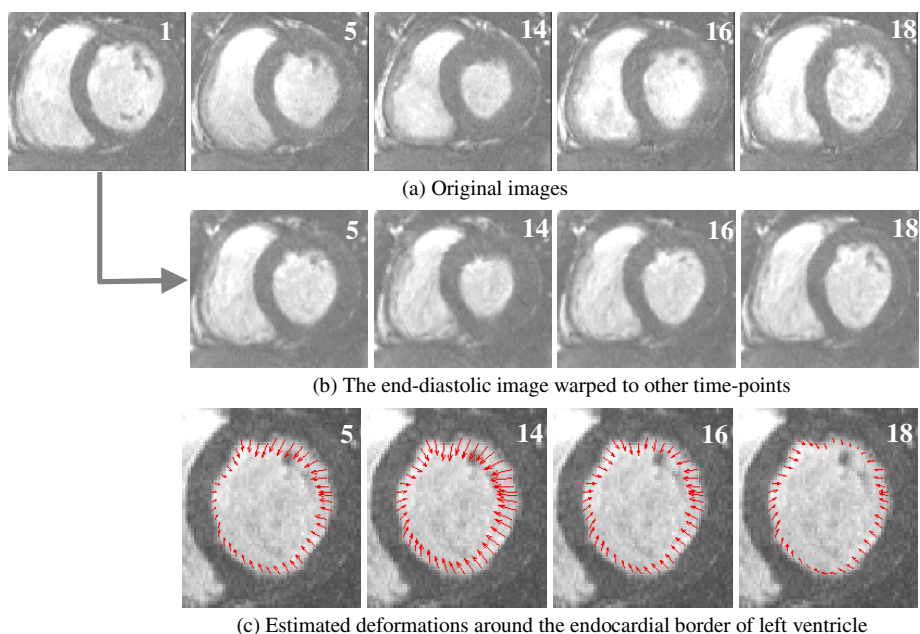 1 5 14 16 18
(a) Original images
5 14 16 18
(b) The end-diastolic image warped to other time-points
5 14 16 18
(c) Estimated deformations around the endocardial border of left ventricle